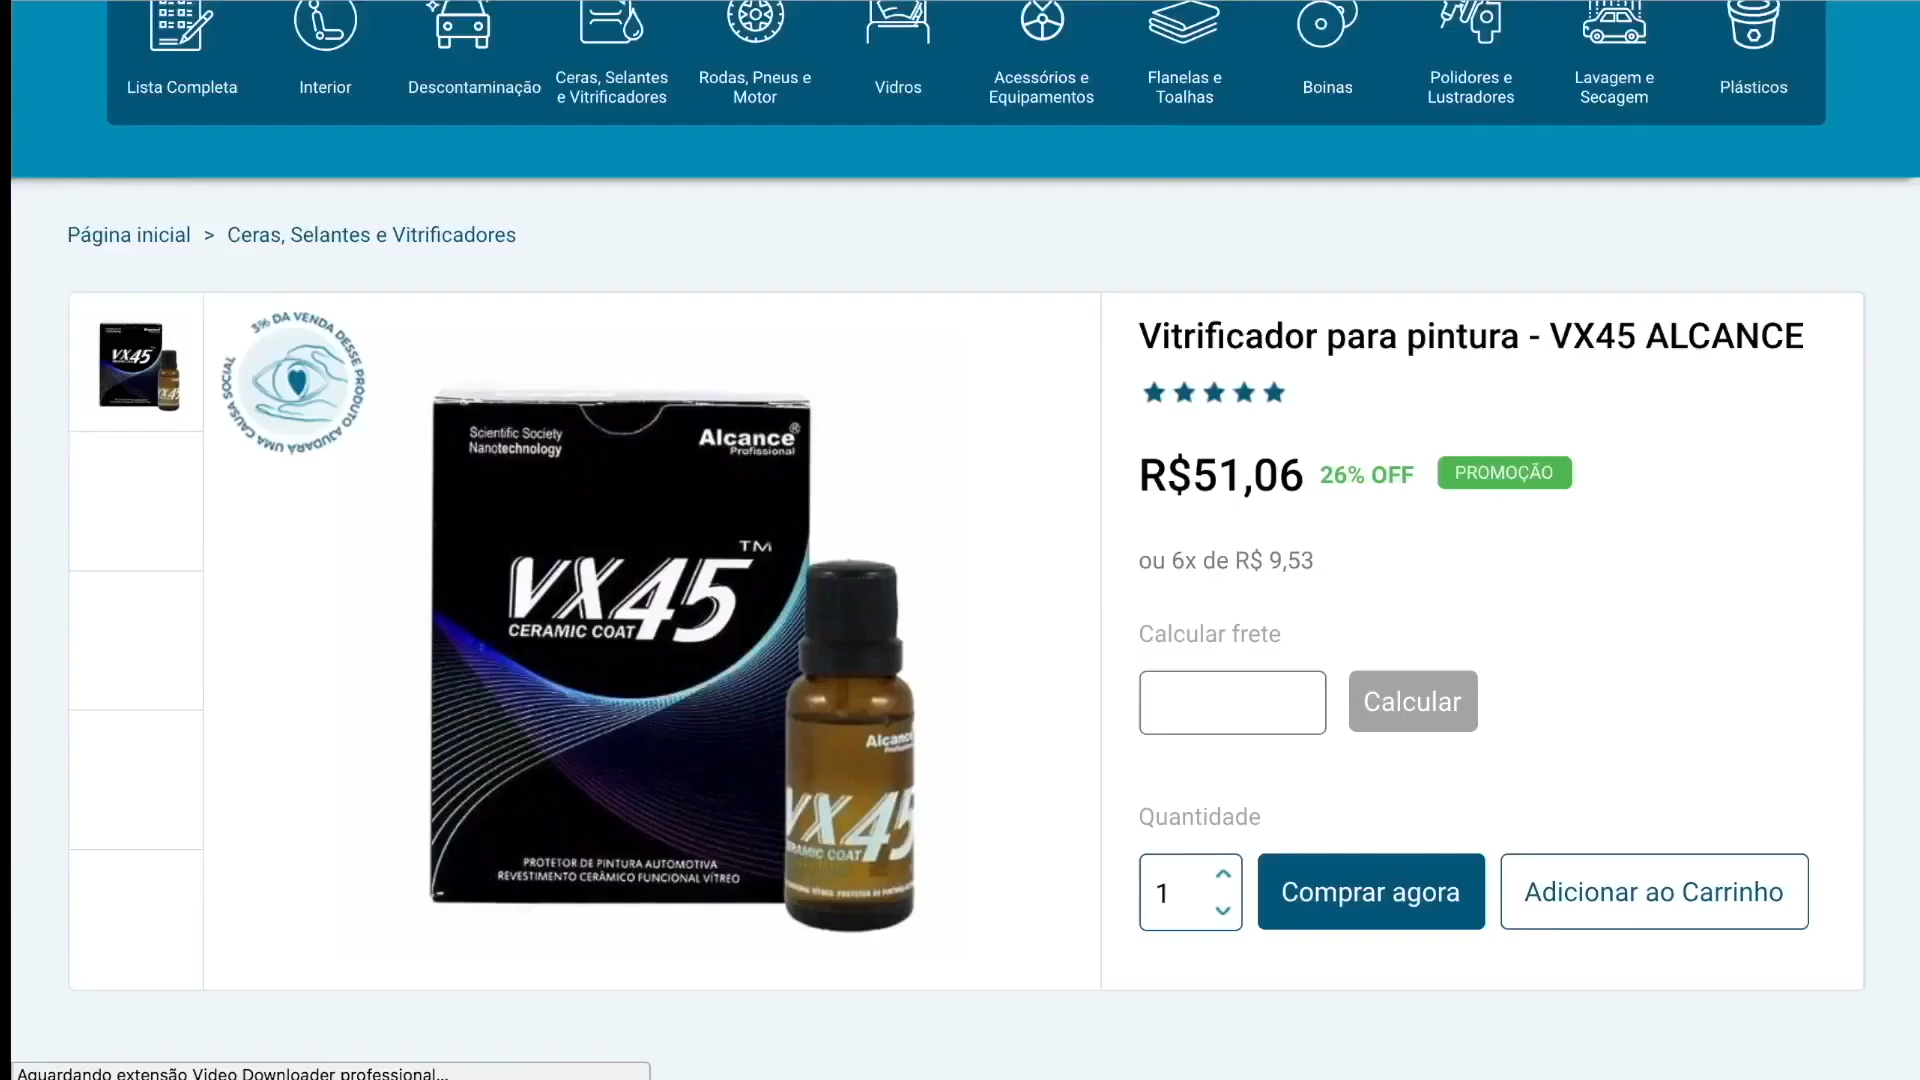 Lista Completa
Interior
Descontaminação
Ceras, Selantes
e Vitrificadores
Rodas, Pneus e
Motor
Vidros
Acessórios e
Equipamentos
Flanelas e
Toalhas
Boinas
Polidores e
Lustradores
Lavagem e
Secagem
Plásticos
Página inicial > Ceras, Selantes e Vitrificadores
VX45
3% DA VENDA DESSE PRODUTO AJUDARÁ UMA CAUSA SOCIAL
Scientific Society
Nanotechnology
Alcance®
Profissional
VX45™
CERAMIC COAT
PROTETOR DE PINTURA AUTOMOTIVA
REVESTIMENTO CERÂMICO FUNCIONAL VÍTREO
Alcance
VX45
CERAMIC COAT
Vitrificador para pintura - VX45 ALCANCE
R$51,06 26% OFF PROMOÇÃO
ou 6x de R$ 9,53
Calcular frete
Calcular
Quantidade
1
Comprar agora
Adicionar ao Carrinho
Aguardando extensão Video Downloader professional...